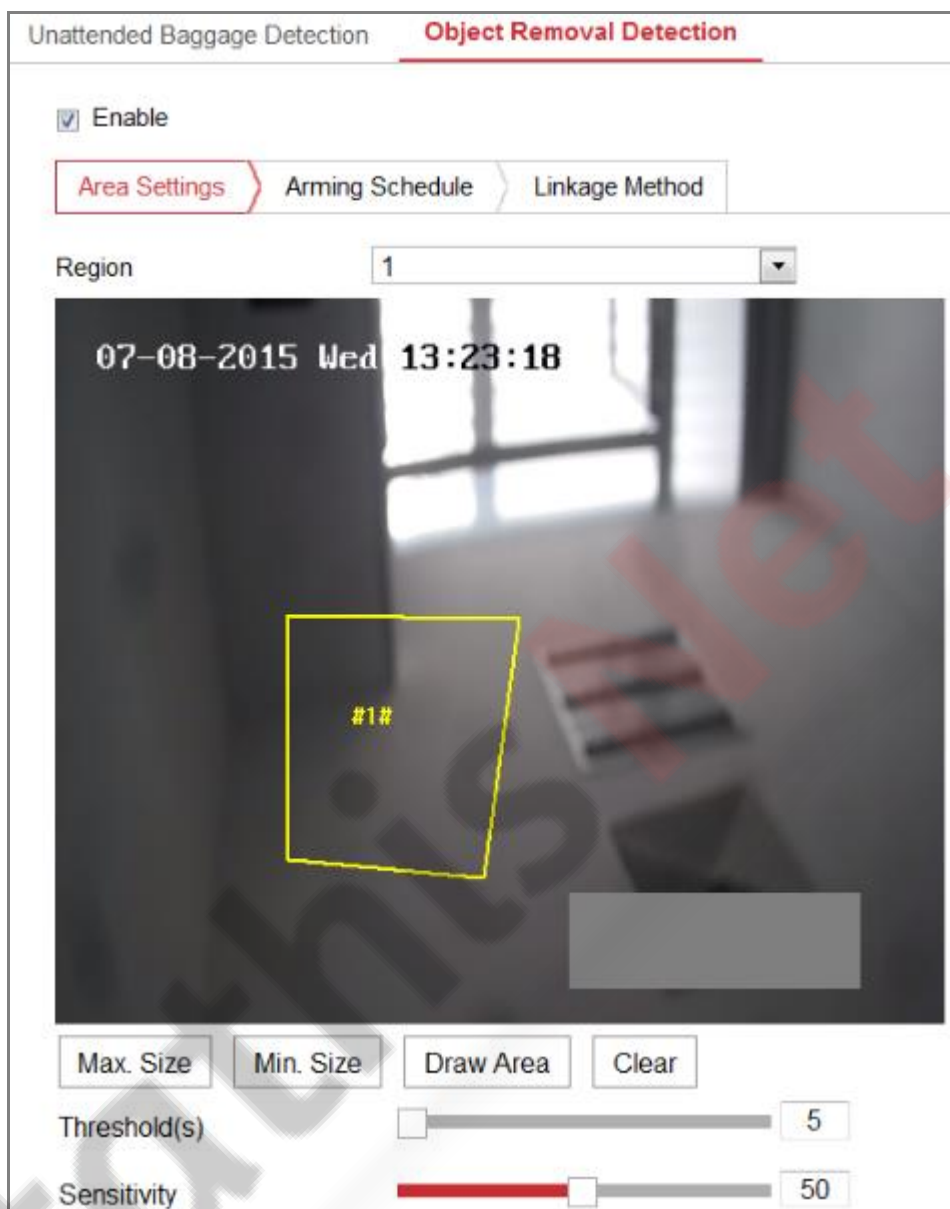 Unattended Baggage Detection Object Removal Detection
Enable
Area Settings Arming Schedule Linkage Method
Region 1
07-08-2015 Wed 13:23:18
#1#
Max. Size Min. Size Draw Area Clear
Threshold(s) 5
Sensitivity 50